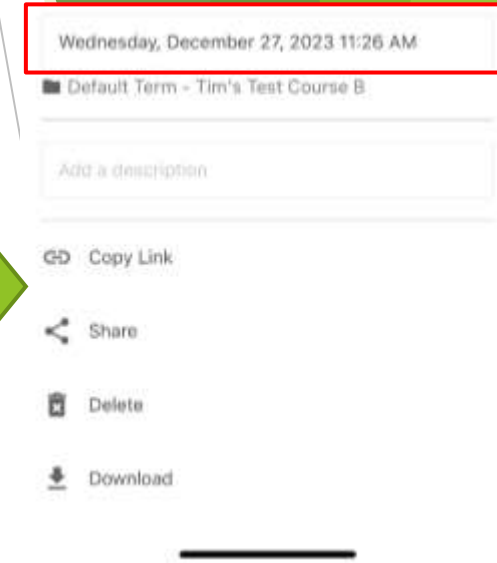 Wednesday, December 27, 2023 11:26 AM
Default Term - Tim's Test Course B
Add a description
Copy Link
Share
Delete
Download